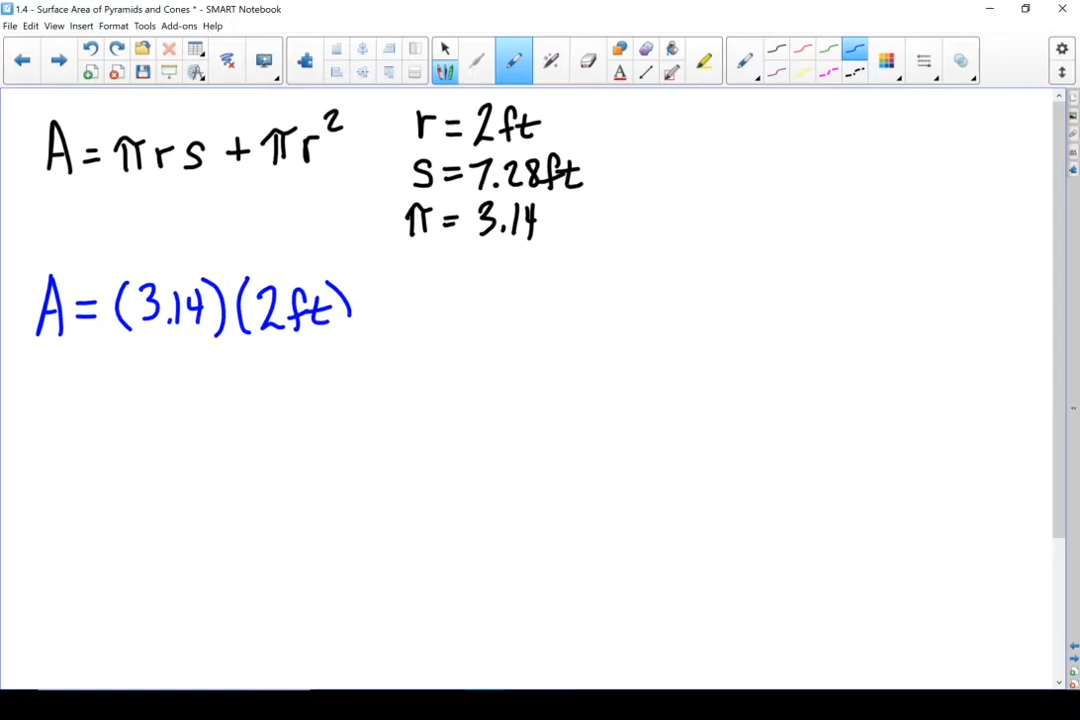 1.4 - Surface Area of Pyramids and Cones * - SMART Notebook
File Edit View Insert Format Tools Add-ons Help
A = πrs + πr²
r = 2ft
s = 7.28ft
π = 3.14
A = (3.14)(2ft)